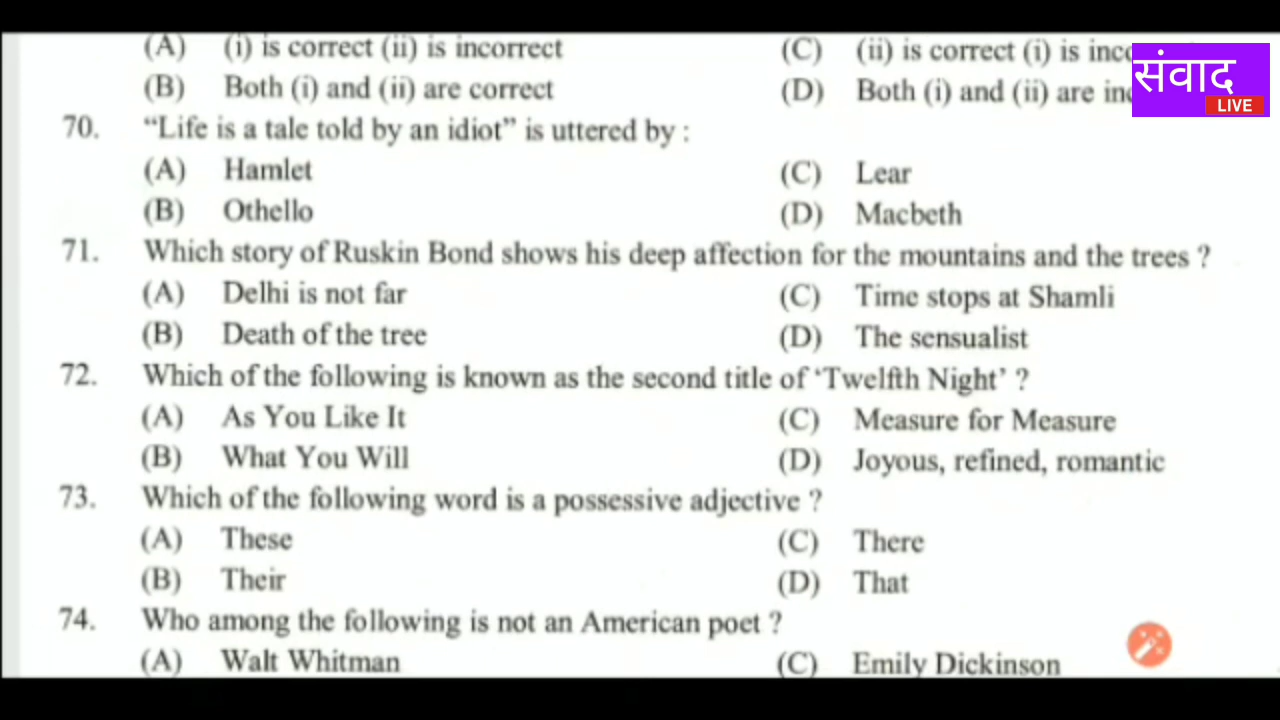 (A) (i) is correct (ii) is incorrect (C) (ii) is correct (i) is
संवाद
LIVE
(B) Both (i) and (ii) are correct (D) Both (i) and (ii) are
70. “Life is a tale told by an idiot” is uttered by :
(A) Hamlet (C) Lear
(B) Othello (D) Macbeth
71. Which story of Ruskin Bond shows his deep affection for the mountains and the trees ?
(A) Delhi is not far (C) Time stops at Shamli
(B) Death of the tree (D) The sensualist
72. Which of the following is known as the second title of ‘Twelfth Night’ ?
(A) As You Like It (C) Measure for Measure
(B) What You Will (D) Joyous, refined, romantic
73. Which of the following word is a possessive adjective ?
(A) These (C) There
(B) Their (D) That
74. Who among the following is not an American poet ?
(A) Walt Whitman (C) Emily Dickinson